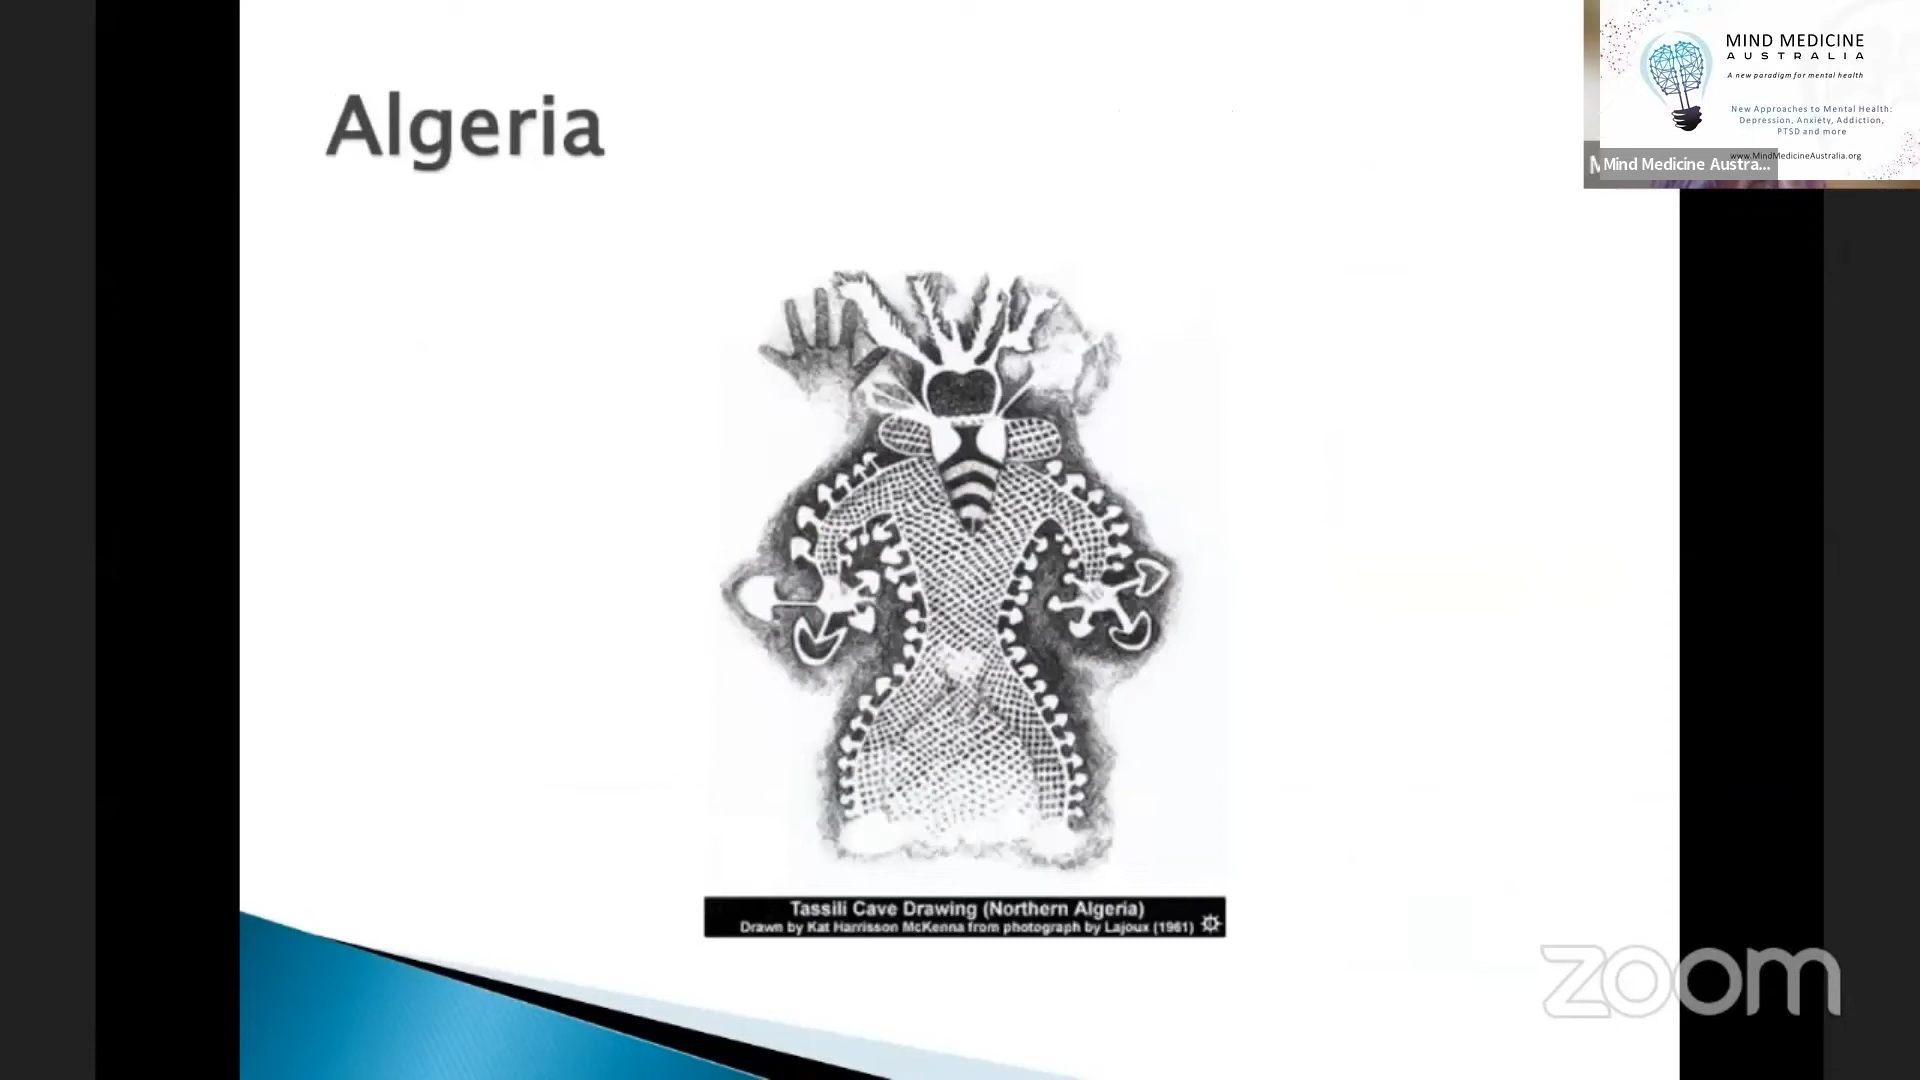 Algeria
MIND MEDICINE
AUSTRALIA
A new paradigm for mental health
New Approaches to Mental Health:
Depression, Anxiety, Addiction,
PTSD and more
www.MindMedicineAustralia.org
M
Mind Medicine Austra...
Tassili Cave Drawing (Northern Algeria)
Drawn by Kat Harrisson McKenna from photograph by Lajoux (1961)
zoom